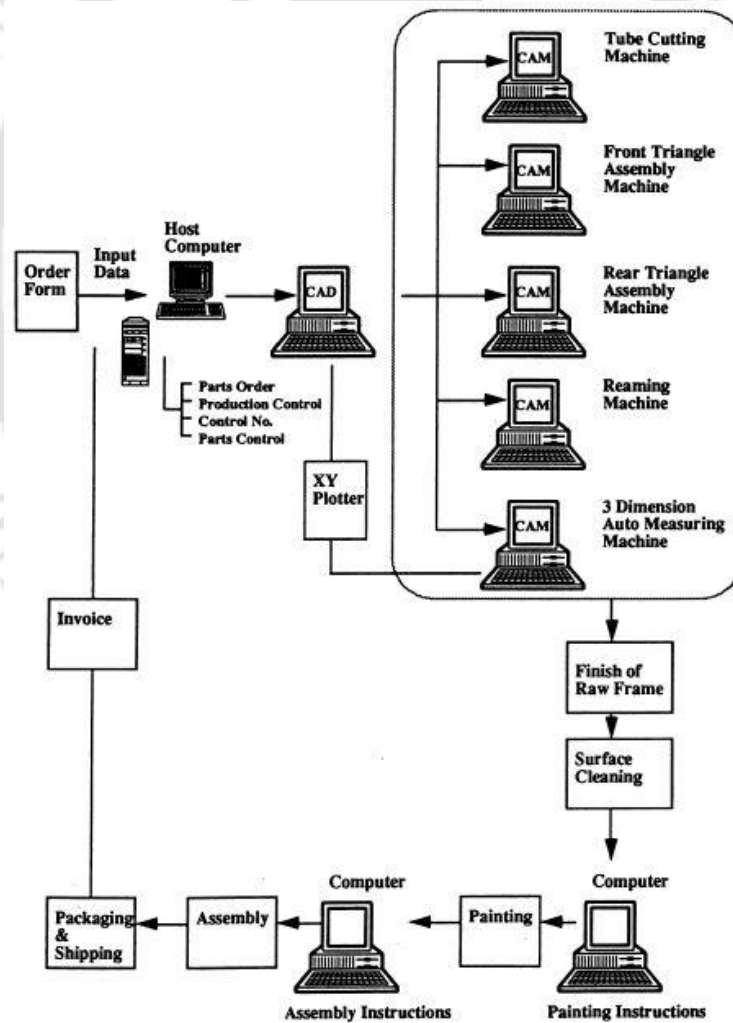 Tube Cutting
Machine
CAM
Front Triangle
Assembly
Machine
CAM
Host
Computer
Input
Data
Order
Form
CAD
Rear Triangle
Assembly
Machine
CAM
Parts Order
Production Control
Control No.
Parts Control
Reaming
Machine
CAM
XY
Plotter
3 Dimension
Auto Measuring
Machine
CAM
Invoice
Finish of
Raw Frame
Surface
Cleaning
Computer
Computer
Packaging
&
Shipping
Assembly
Painting
Assembly Instructions
Painting Instructions